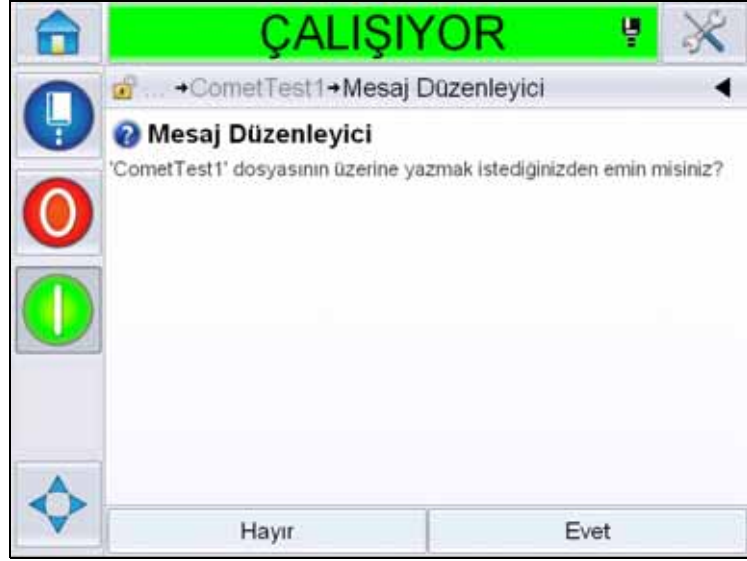 ÇALIŞIYOR
... →CometTest1→Mesaj Düzenleyici
Mesaj Düzenleyici
'CometTest1' dosyasının üzerine yazmak istediğinizden emin misiniz?
Hayır
Evet